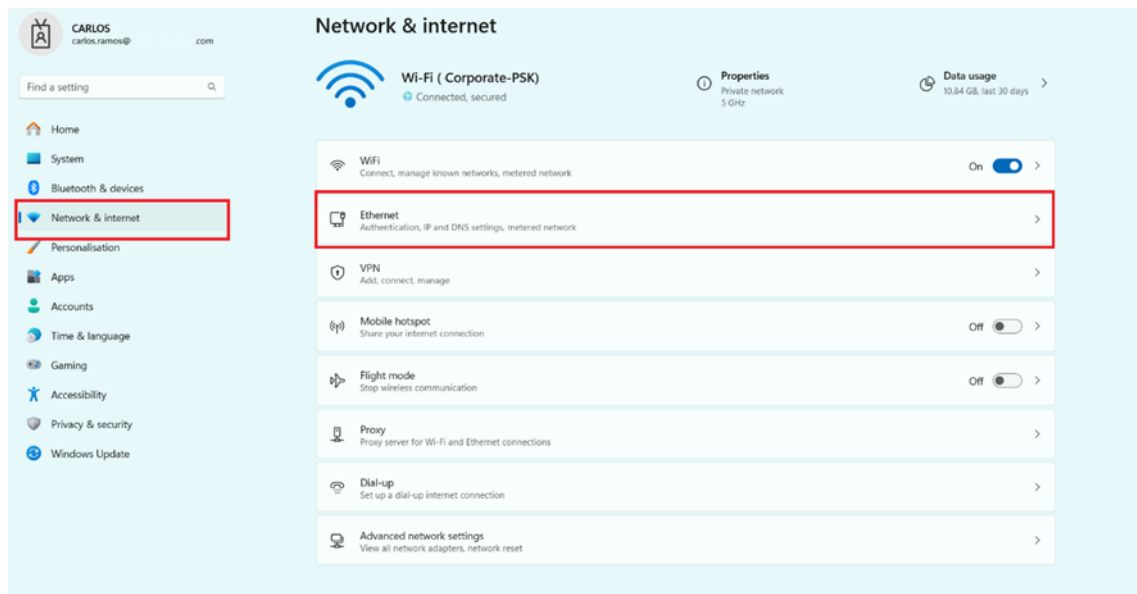 CARLOS
carlos.ramos@ .com
Find a setting
Home
System
Bluetooth & devices
Network & internet
Personalisation
Apps
Accounts
Time & language
Gaming
Accessibility
Privacy & security
Windows Update
Network & internet
Wi-Fi ( Corporate-PSK)
Connected, secured
Properties
Private network
5 GHz
Data usage
10.84 GB, last 30 days
WiFi
Connect, manage known networks, metered network
On
Ethernet
Authentication, IP and DNS settings, metered network
VPN
Add, connect, manage
Mobile hotspot
Share your internet connection
Off
Flight mode
Stop wireless communication
Off
Proxy
Proxy server for Wi-Fi and Ethernet connections
Dial-up
Set up a dial-up internet connection
Advanced network settings
View all network adapters, network reset